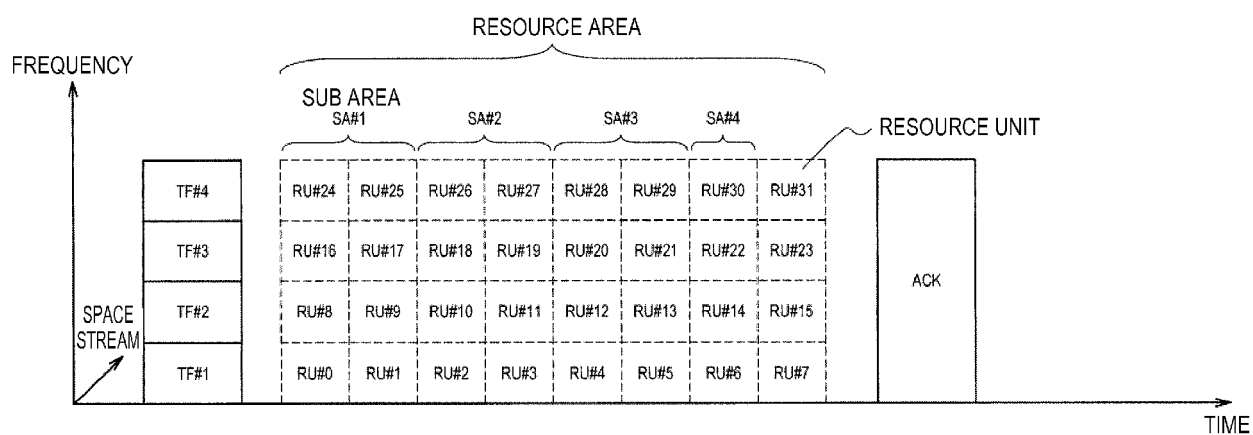 RESOURCE AREA
FREQUENCY
SUB AREA
SA#1 SA#2 SA#3 SA#4
RESOURCE UNIT
TF#4 RU#24 RU#25 RU#26 RU#27 RU#28 RU#29 RU#30 RU#31
TF#3 RU#16 RU#17 RU#18 RU#19 RU#20 RU#21 RU#22 RU#23
ACK
TF#2 RU#8 RU#9 RU#10 RU#11 RU#12 RU#13 RU#14 RU#15
SPACE
STREAM
TF#1 RU#0 RU#1 RU#2 RU#3 RU#4 RU#5 RU#6 RU#7
TIME